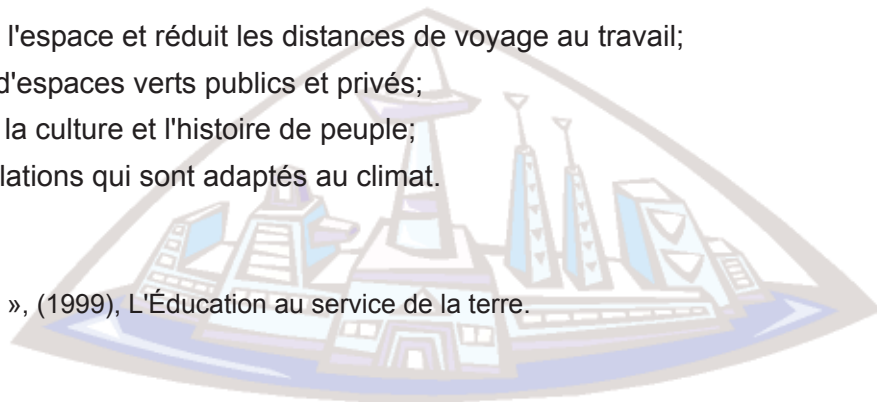 l'espace et réduit les distances de voyage au travail;
d'espaces verts publics et privés;
la culture et l'histoire de peuple;
lations qui sont adaptés au climat.
», (1999), L'Éducation au service de la terre.